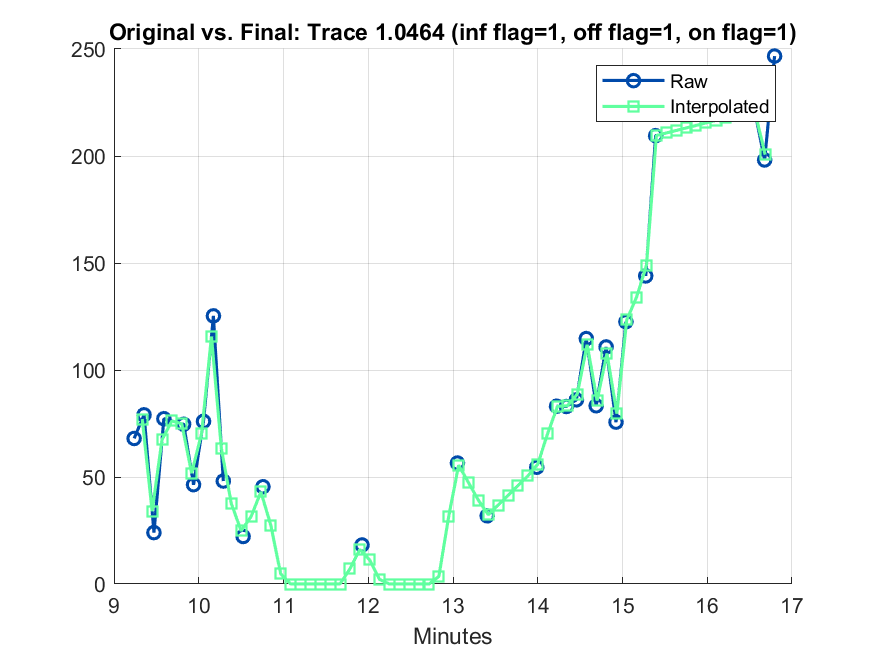 Original vs. Final: Trace 1.0464 (inf flag=1, off flag=1, on flag=1)
250
Raw
Interpolated
200
150
100
50
0
9 10 11 12 13 14 15 16 17
Minutes